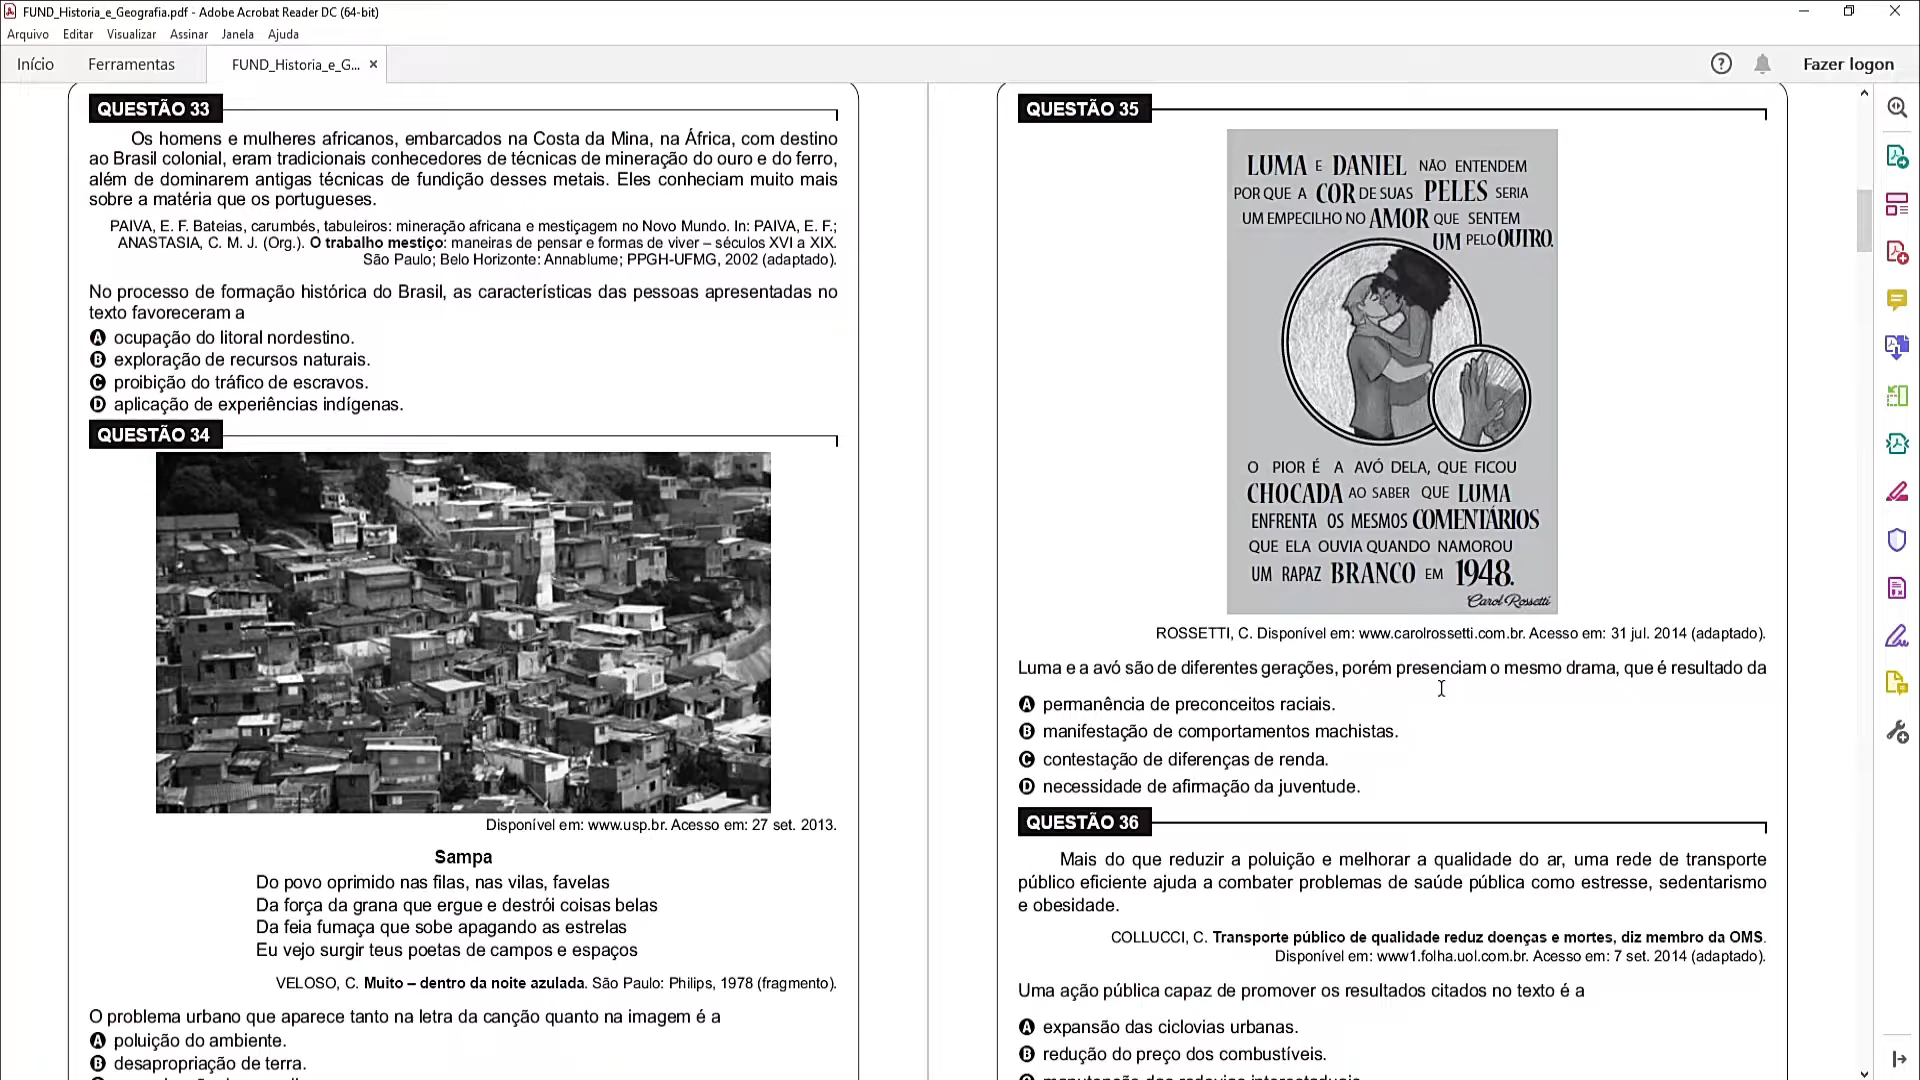 FUND_Historia_e_Geografia.pdf - Adobe Acrobat Reader DC (64-bit)
Arquivo Editar Visualizar Assinar Janela Ajuda
Início Ferramentas FUND_Historia_e_G... × Fazer logon
QUESTÃO 33
Os homens e mulheres africanos, embarcados na Costa da Mina, na África, com destino
ao Brasil colonial, eram tradicionais conhecedores de técnicas de mineração do ouro e do ferro,
além de dominarem antigas técnicas de fundição desses metais. Eles conheciam muito mais
sobre a matéria que os portugueses.
PAIVA, E. F. Bateias, carumbés, tabuleiros: mineração africana e mestiçagem no Novo Mundo. In: PAIVA, E. F.;
ANASTASIA, C. M. J. (Org.). O trabalho mestiço: maneiras de pensar e formas de viver – séculos XVI a XIX.
São Paulo; Belo Horizonte: Annablume; PPGH-UFMG, 2002 (adaptado).
No processo de formação histórica do Brasil, as características das pessoas apresentadas no
texto favoreceram a
A ocupação do litoral nordestino.
B exploração de recursos naturais.
C proibição do tráfico de escravos.
D aplicação de experiências indígenas.
QUESTÃO 34
Disponível em: www.usp.br. Acesso em: 27 set. 2013.
Sampa
Do povo oprimido nas filas, nas vilas, favelas
Da força da grana que ergue e destrói coisas belas
Da feia fumaça que sobe apagando as estrelas
Eu vejo surgir teus poetas de campos e espaços
VELOSO, C. Muito – dentro da noite azulada. São Paulo: Philips, 1978 (fragmento).
O problema urbano que aparece tanto na letra da canção quanto na imagem é a
A poluição do ambiente.
B desapropriação de terra.
QUESTÃO 35
LUMA E DANIEL NÃO ENTENDEM
POR QUE A COR DE SUAS PELES SERIA
UM EMPECILHO NO AMOR QUE SENTEM
UM PELO OUTRO.
O PIOR É A AVÓ DELA, QUE FICOU
CHOCADA AO SABER QUE LUMA
ENFRENTA OS MESMOS COMENTÁRIOS
QUE ELA OUVIA QUANDO NAMOROU
UM RAPAZ BRANCO EM 1948.
Carol Rossetti
ROSSETTI, C. Disponível em: www.carolrossetti.com.br. Acesso em: 31 jul. 2014 (adaptado).
Luma e a avó são de diferentes gerações, porém presenciam o mesmo drama, que é resultado da
A permanência de preconceitos raciais.
B manifestação de comportamentos machistas.
C contestação de diferenças de renda.
D necessidade de afirmação da juventude.
QUESTÃO 36
Mais do que reduzir a poluição e melhorar a qualidade do ar, uma rede de transporte
público eficiente ajuda a combater problemas de saúde pública como estresse, sedentarismo
e obesidade.
COLLUCCI, C. Transporte público de qualidade reduz doenças e mortes, diz membro da OMS.
Disponível em: www1.folha.uol.com.br. Acesso em: 7 set. 2014 (adaptado).
Uma ação pública capaz de promover os resultados citados no texto é a
A expansão das ciclovias urbanas.
B redução do preço dos combustíveis.